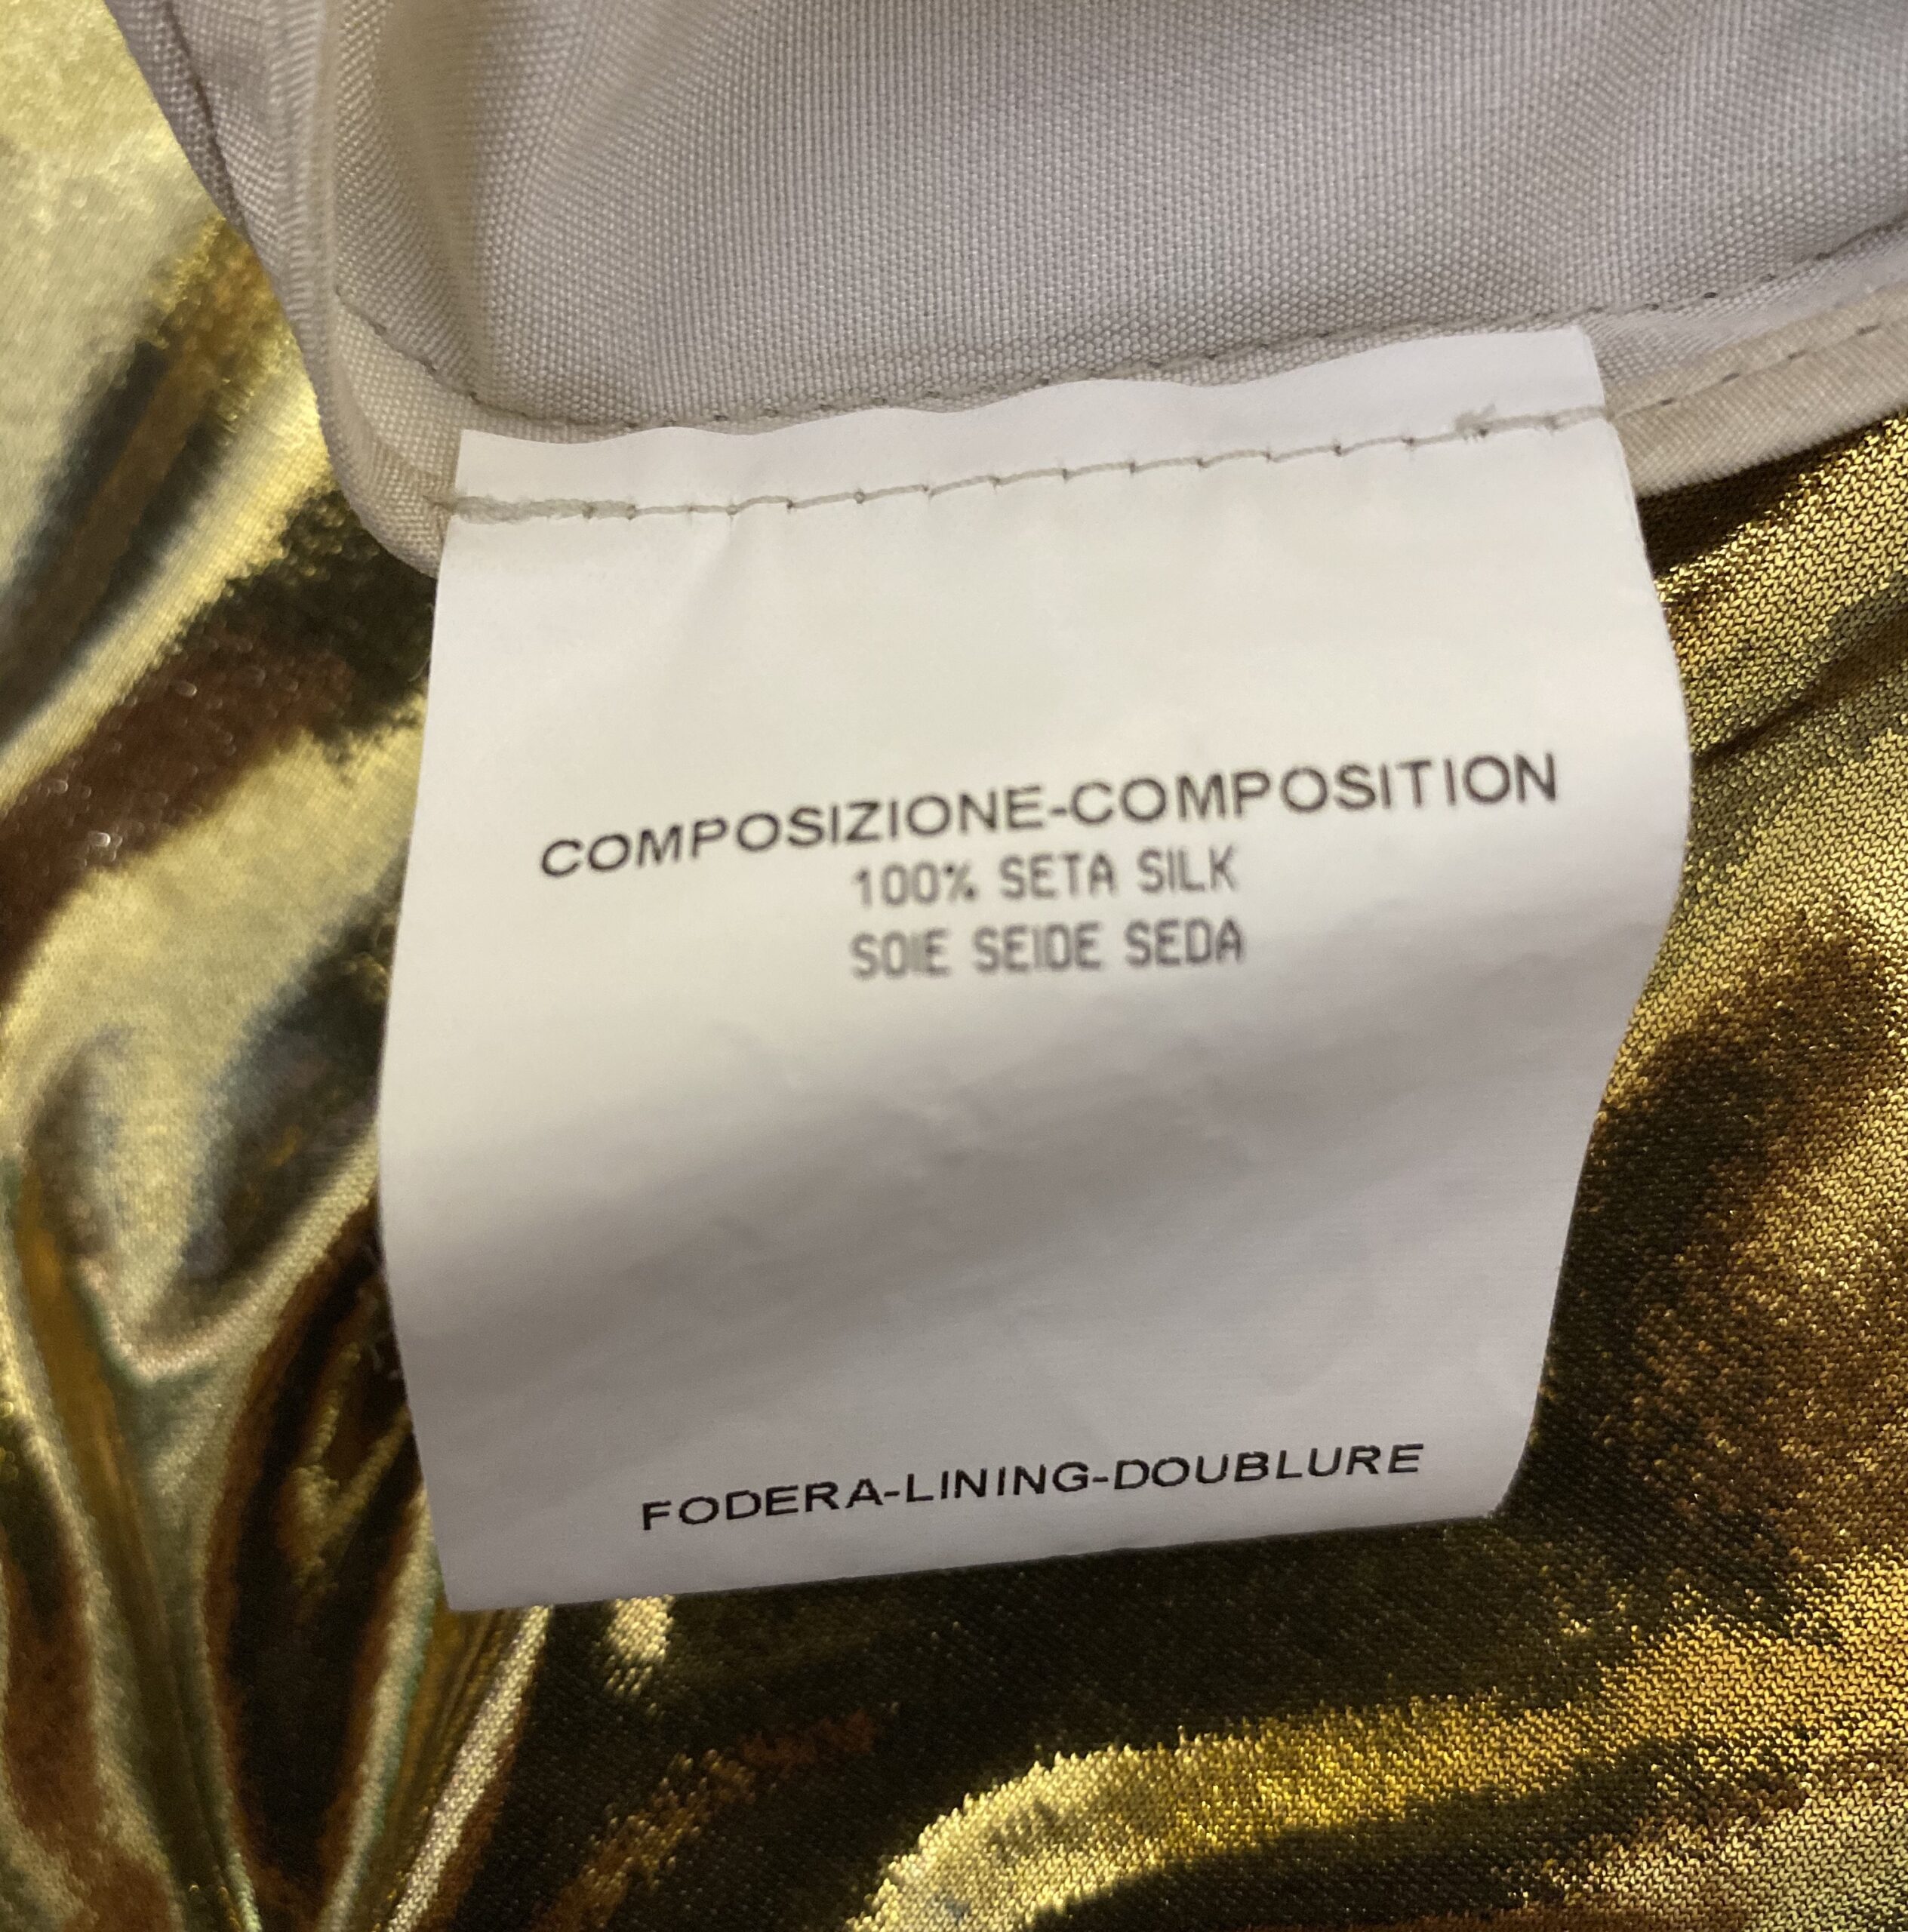 COMPOSIZIONE-COMPOSITION
100% SETA SILK
SOIE SEIDE SEDA
FODERA-LINING-DOUBLURE